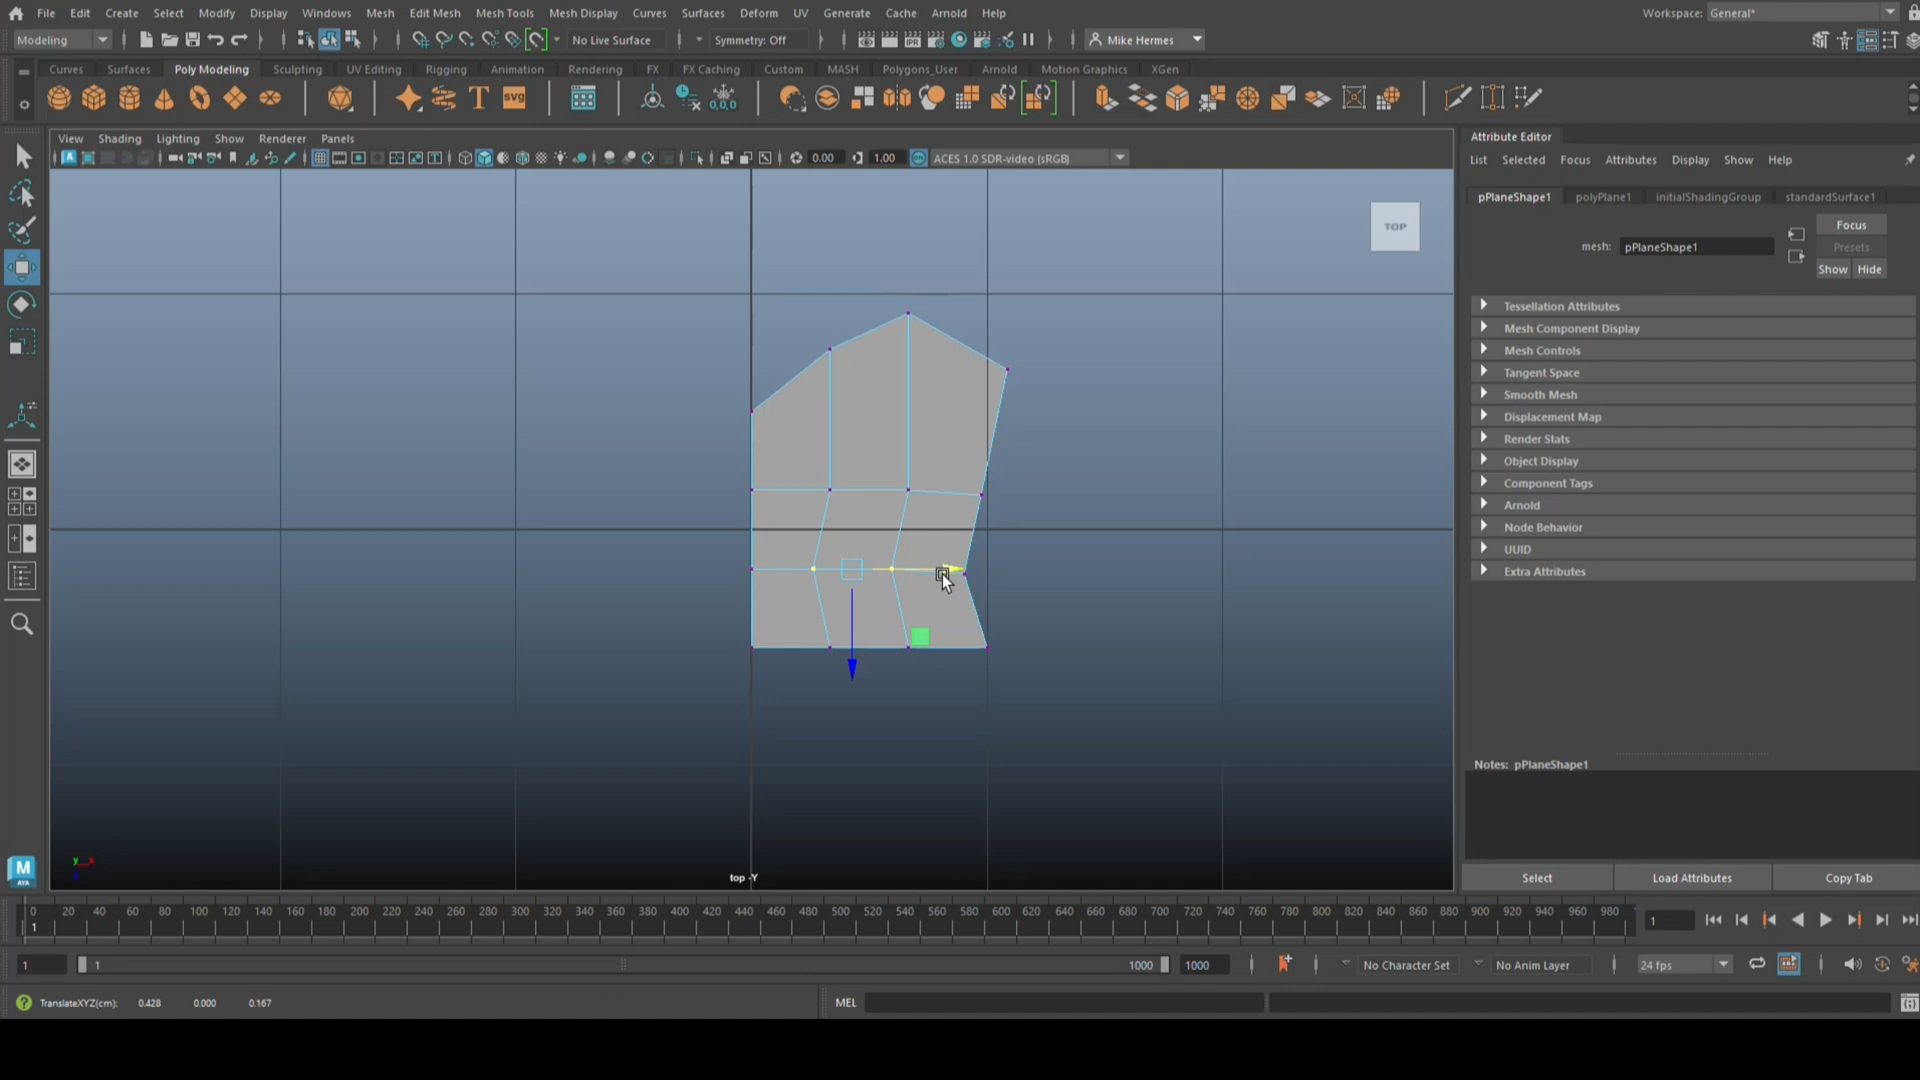 File Edit Create Select Modify Display Windows Mesh Edit Mesh Mesh Tools Mesh Display Curves Surfaces Deform UV Generate Cache Arnold Help
Workspace: General*
Modeling
No Live Surface
Symmetry: Off
Mike Hermes
Curves Surfaces Poly Modeling Sculpting UV Editing Rigging Animation Rendering FX FX Caching Custom MASH Polygons_User Arnold Motion Graphics XGen
T
SVG
0,0,0
View Shading Lighting Show Renderer Panels
0.00
1.00
ACES 1.0 SDR-video (sRGB)
TOP
top -Y
y x
Attribute Editor
List Selected Focus Attributes Display Show Help
pPlaneShape1 polyPlane1 initialShadingGroup standardSurface1
Focus
mesh: pPlaneShape1
Presets
Show Hide
Tessellation Attributes
Mesh Component Display
Mesh Controls
Tangent Space
Smooth Mesh
Displacement Map
Render Stats
Object Display
Component Tags
Arnold
Node Behavior
UUID
Extra Attributes
Notes: pPlaneShape1
Select Load Attributes Copy Tab
M
AYA
0 20 40 60 80 100 120 140 160 180 200 220 240 260 280 300 320 340 360 380 400 420 440 460 480 500 520 540 560 580 600 620 640 660 680 700 720 740 760 780 800 820 840 860 880 900 920 940 960 980
1
1
1
1
1000
1000
No Character Set
No Anim Layer
24 fps
TranslateXYZ(cm): 0.428 0.000 0.167
MEL